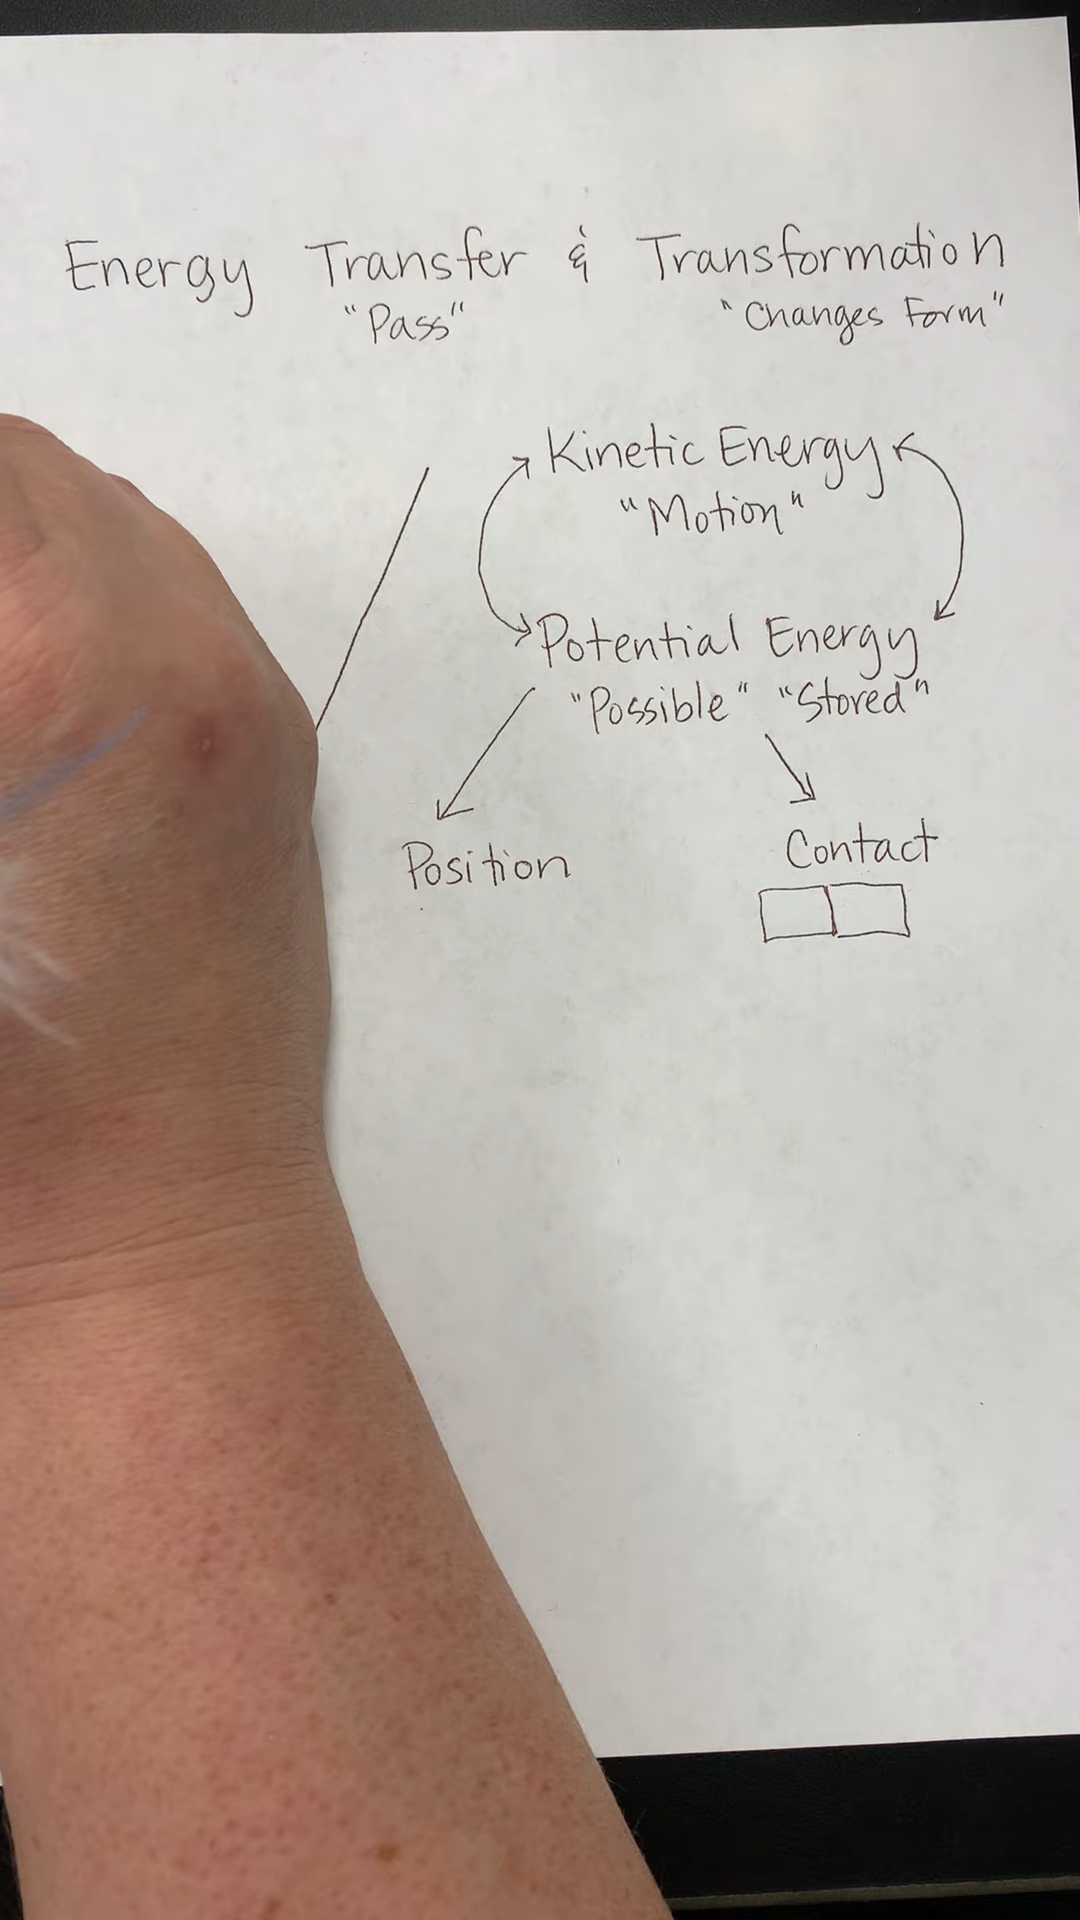 Energy Transfer & Transformation
"Pass" "Changes Form"
Kinetic Energy
"Motion"
Potential Energy
"Possible" "Stored"
Position Contact